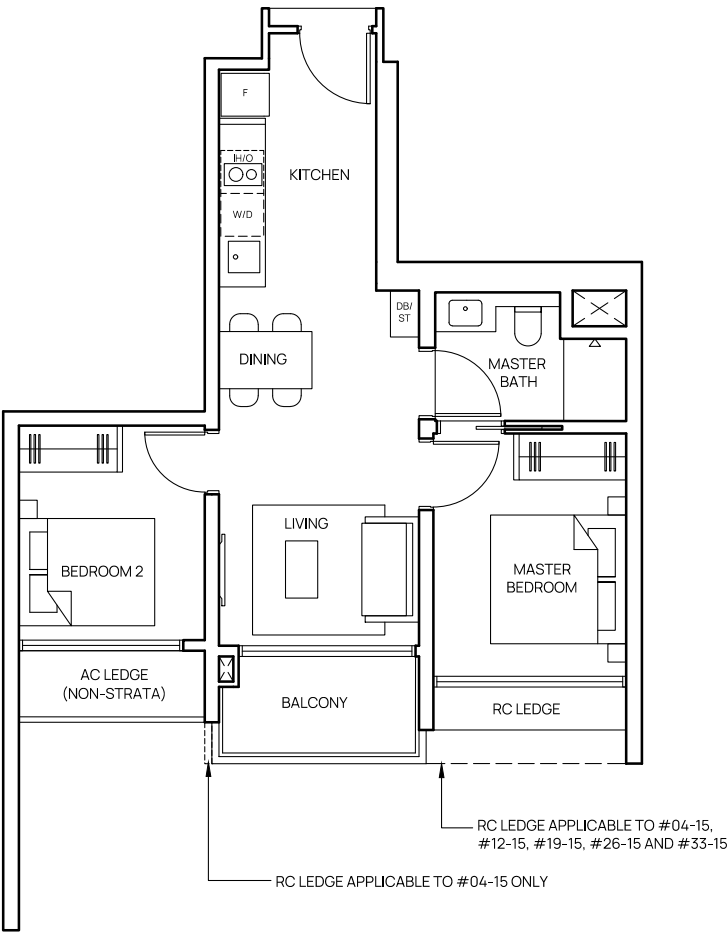 F
IH/O
KITCHEN
W/D
DB/
ST
DINING
MASTER
BATH
LIVING
BEDROOM 2
MASTER
BEDROOM
AC LEDGE
(NON-STRATA)
BALCONY
RC LEDGE
RC LEDGE APPLICABLE TO #04-15,
#12-15, #19-15, #26-15 AND #33-15
RC LEDGE APPLICABLE TO #04-15 ONLY